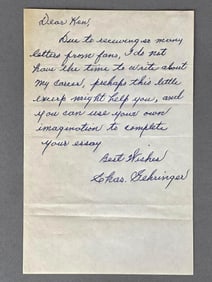 Dear Ken;
Due to receiving so many
letters from fans, I do not
have the time to write about
my career, prehaps this little
excerp might help you, and
you can use your own
imagination to complete
your essay
Best Wishes
Chas. Gehringer